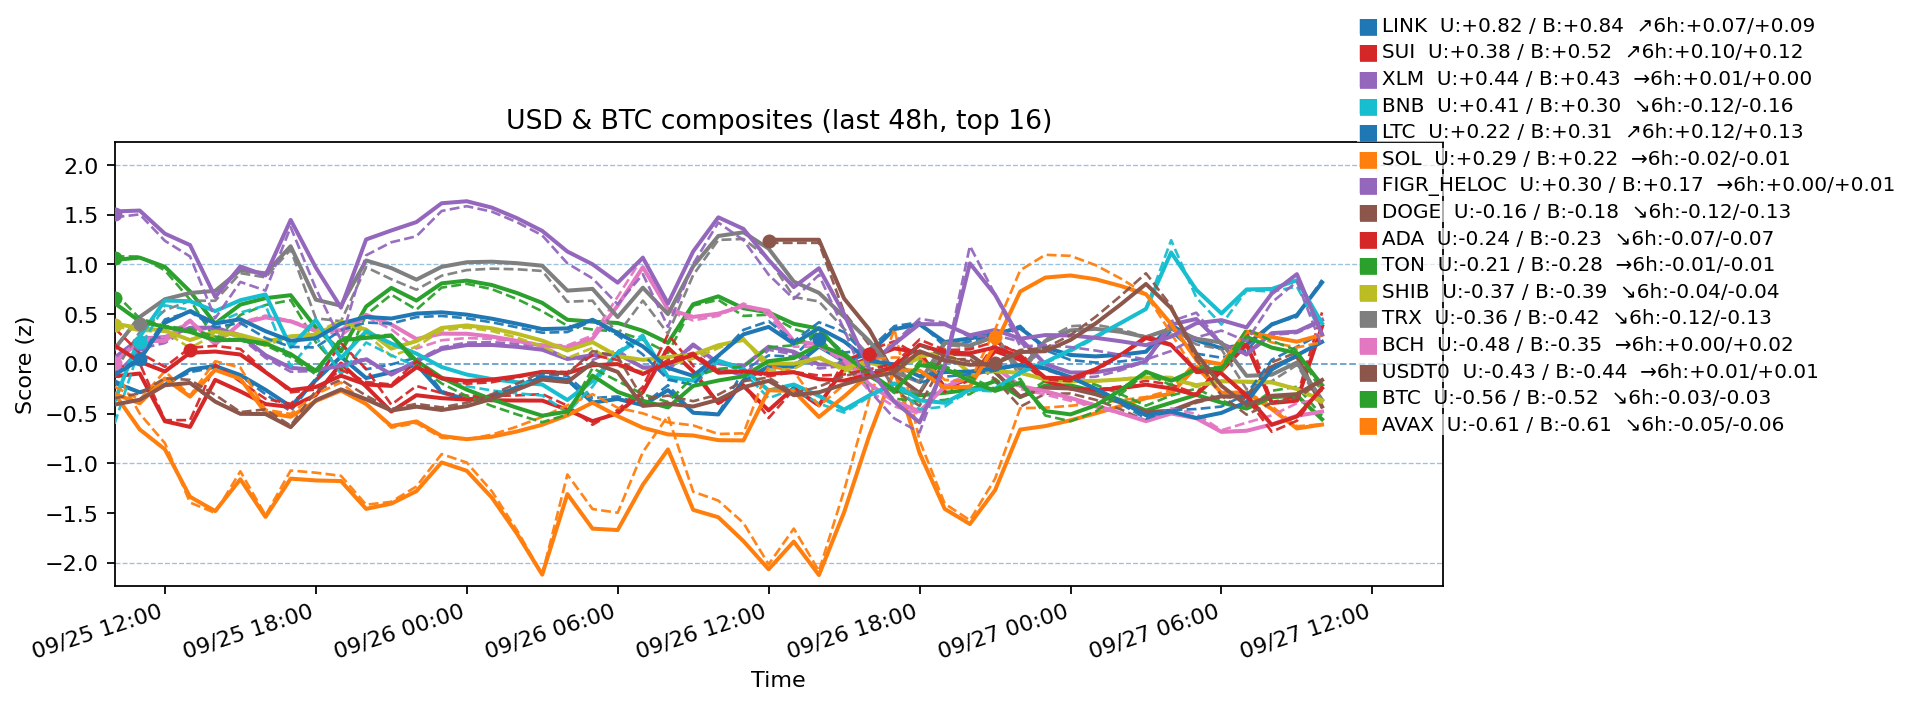 LINK  U:+0.82 / B:+0.84  ↗6h:+0.07/+0.09
SUI  U:+0.38 / B:+0.52  ↗6h:+0.10/+0.12
XLM  U:+0.44 / B:+0.43  →6h:+0.01/+0.00
BNB  U:+0.41 / B:+0.30  ↘6h:-0.12/-0.16
LTC  U:+0.22 / B:+0.31  ↗6h:+0.12/+0.13
SOL  U:+0.29 / B:+0.22  →6h:-0.02/-0.01
FIGR_HELOC  U:+0.30 / B:+0.17  →6h:+0.00/+0.01
DOGE  U:-0.16 / B:-0.18  ↘6h:-0.12/-0.13
ADA  U:-0.24 / B:-0.23  ↘6h:-0.07/-0.07
TON  U:-0.21 / B:-0.28  →6h:-0.01/-0.01
SHIB  U:-0.37 / B:-0.39  ↘6h:-0.04/-0.04
TRX  U:-0.36 / B:-0.42  ↘6h:-0.12/-0.13
BCH  U:-0.48 / B:-0.35  →6h:+0.00/+0.02
USDT0  U:-0.43 / B:-0.44  →6h:+0.01/+0.01
BTC  U:-0.56 / B:-0.52  ↘6h:-0.03/-0.03
AVAX  U:-0.61 / B:-0.61  ↘6h:-0.05/-0.06
USD & BTC composites (last 48h, top 16)
Score (z)
2.0
1.5
1.0
0.5
0.0
−0.5
−1.0
−1.5
−2.0
09/25 12:00
09/25 18:00
09/26 00:00
09/26 06:00
09/26 12:00
09/26 18:00
09/27 00:00
09/27 06:00
09/27 12:00
Time